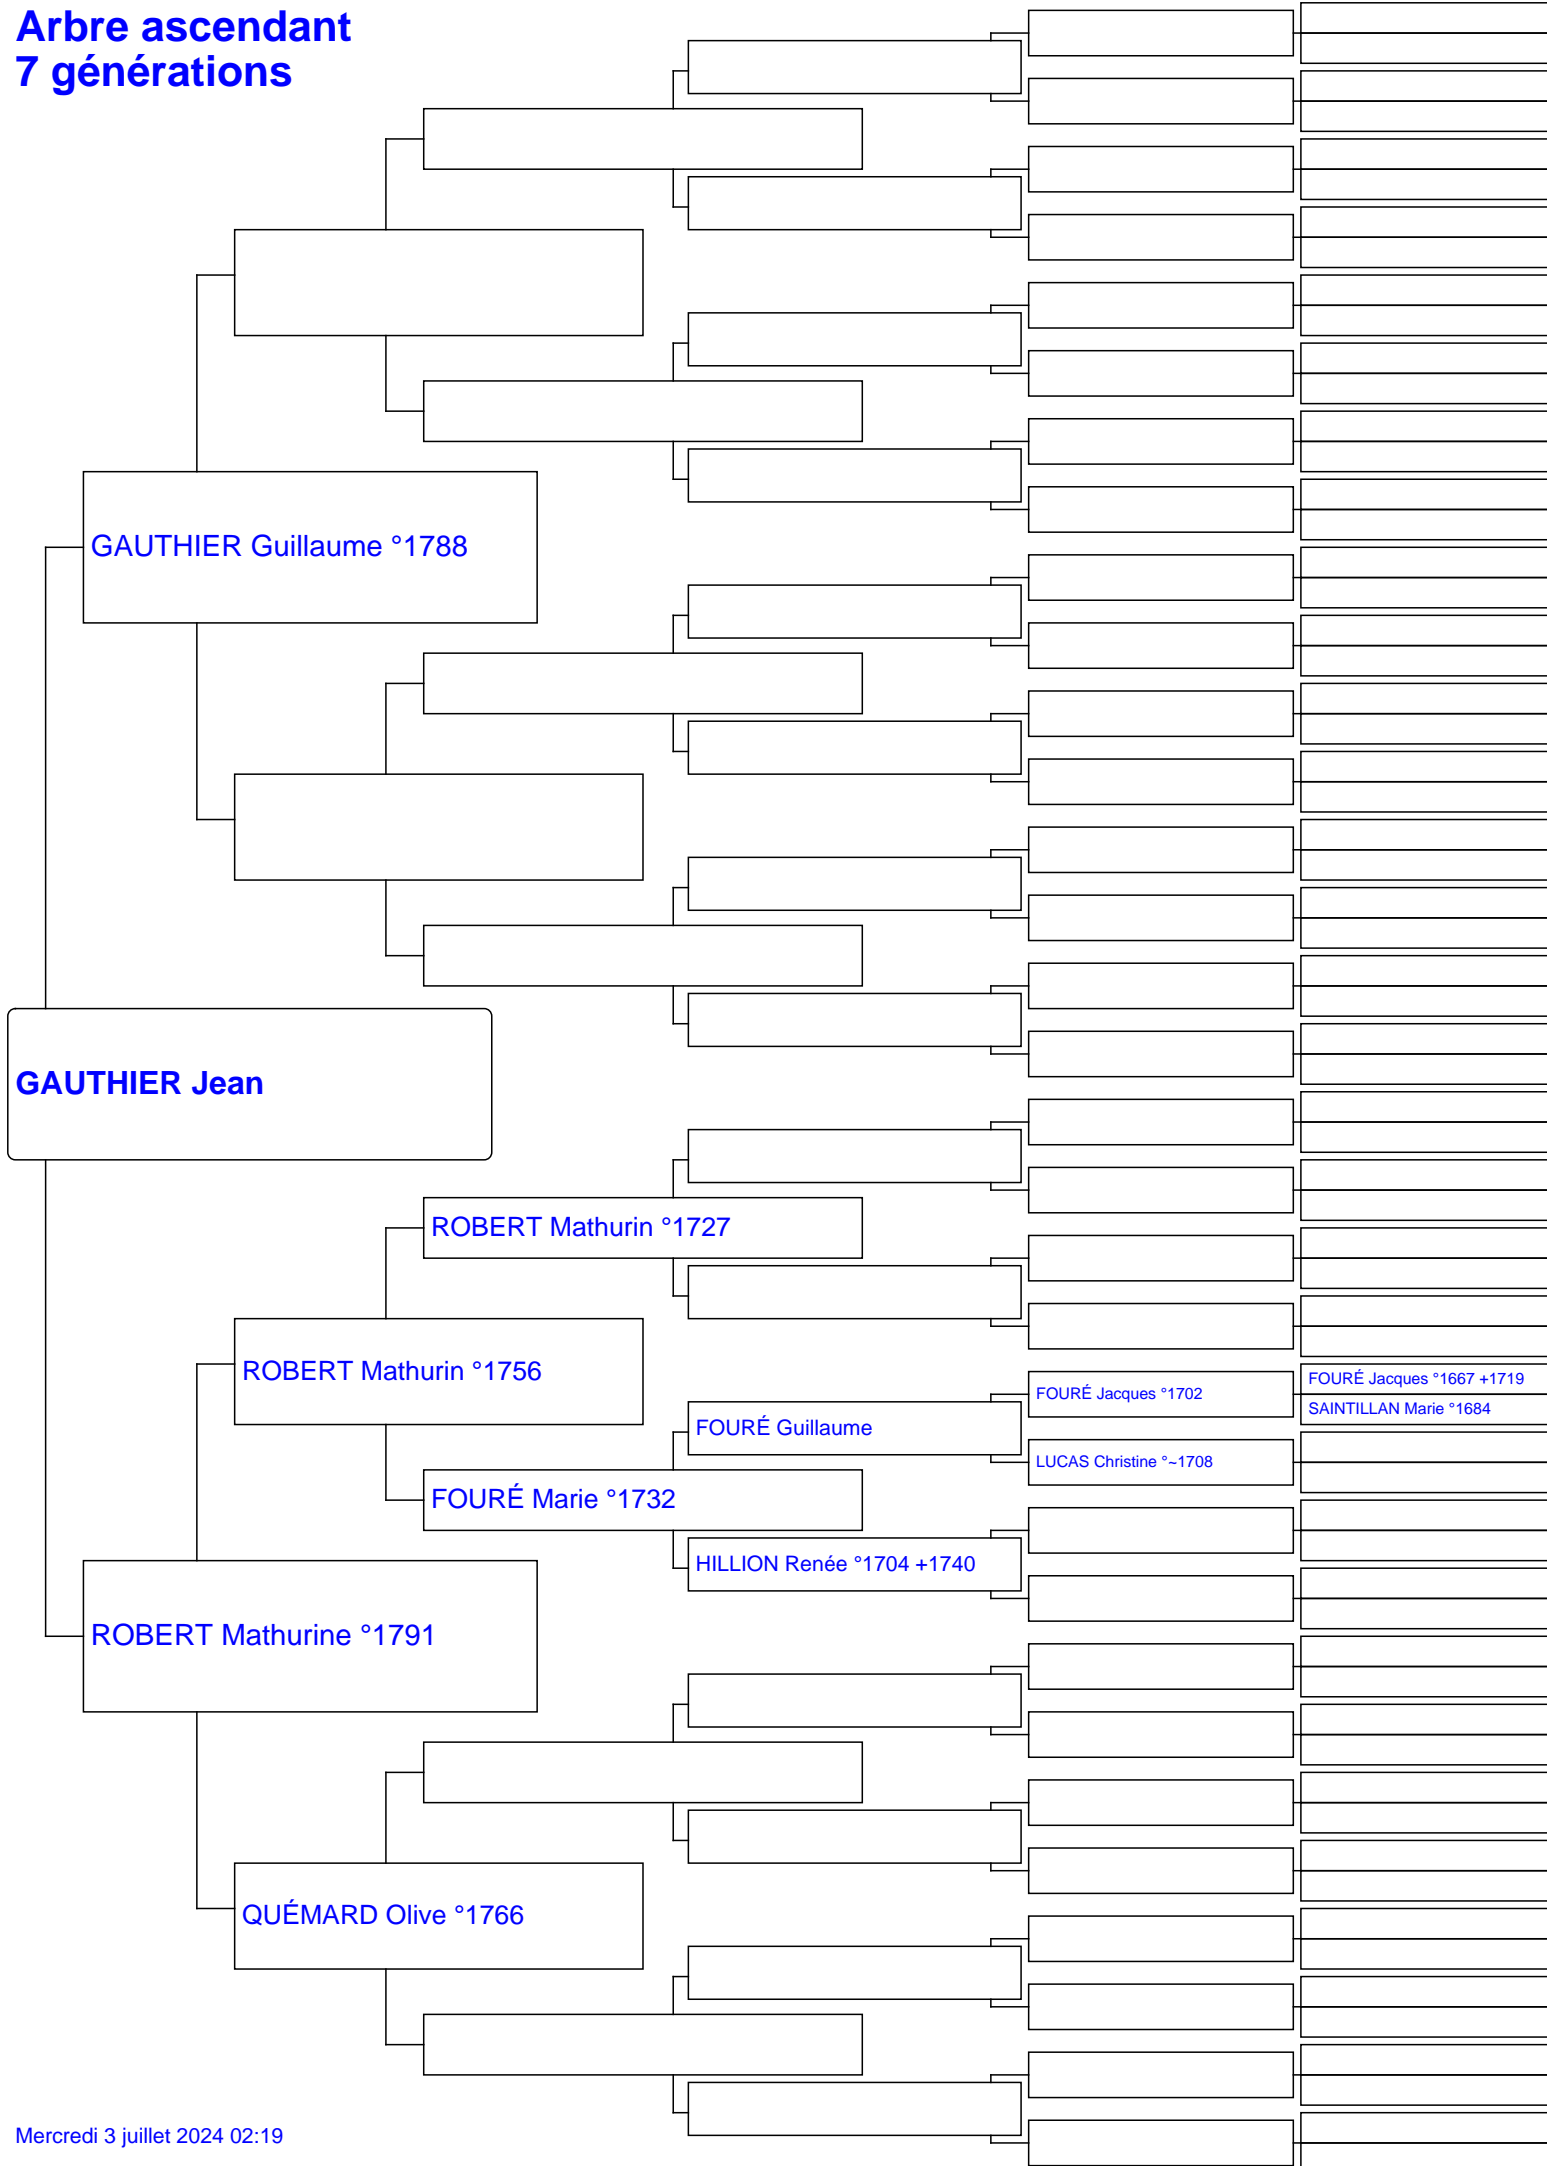 Arbre ascendant
7 générations
GAUTHIER Guillaume °1788
GAUTHIER Jean
ROBERT Mathurin °1727
ROBERT Mathurin °1756
FOURÉ Jacques °1667 +1719
FOURÉ Jacques °1702
SAINTILLAN Marie °1684
FOURÉ Guillaume
LUCAS Christine °~1708
FOURÉ Marie °1732
HILLION Renée °1704 +1740
ROBERT Mathurine °1791
QUÉMARD Olive °1766
Mercredi 3 juillet 2024 02:19